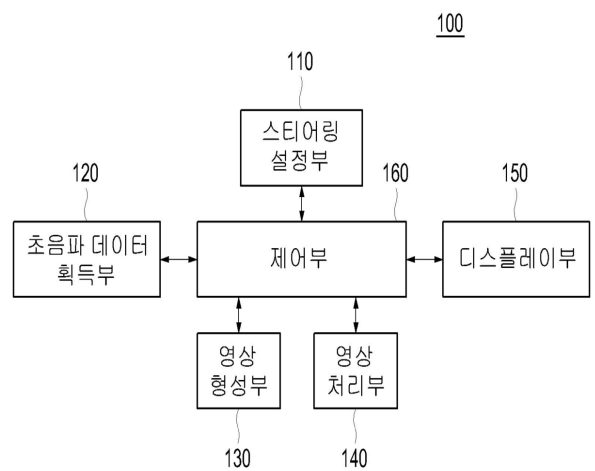 100
110
스티어링
설정부
120
160
150
초음파 데이터
획득부
제어부
디스플레이부
영상
형성부
영상
처리부
130
140